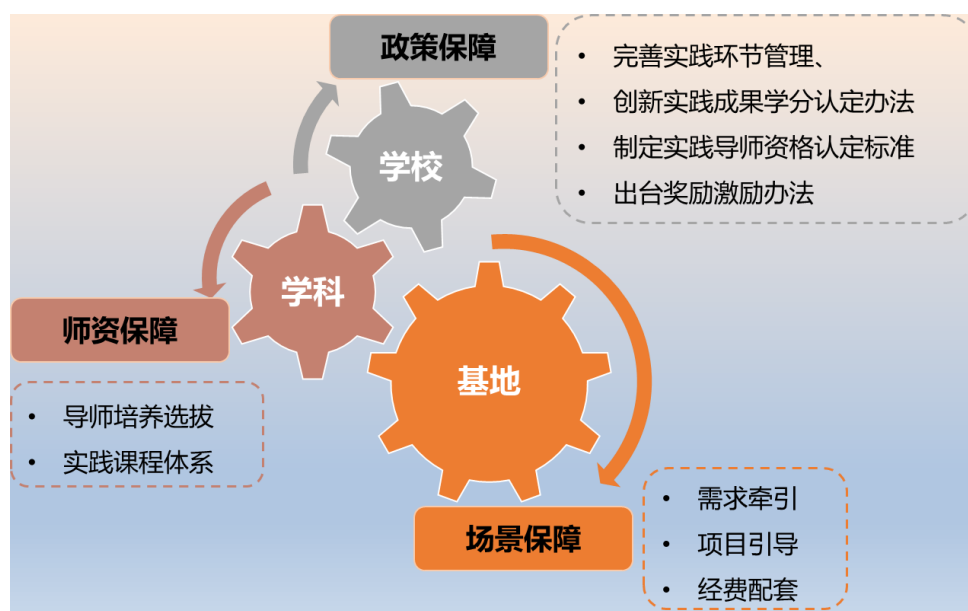 政策保障
• 完善实践环节管理、
• 创新实践成果学分认定办法
• 制定实践导师资格认定标准
• 出台奖励激励办法
学校
学科
师资保障
• 导师培养选拔
• 实践课程体系
基地
场景保障
• 需求牵引
• 项目引导
• 经费配套